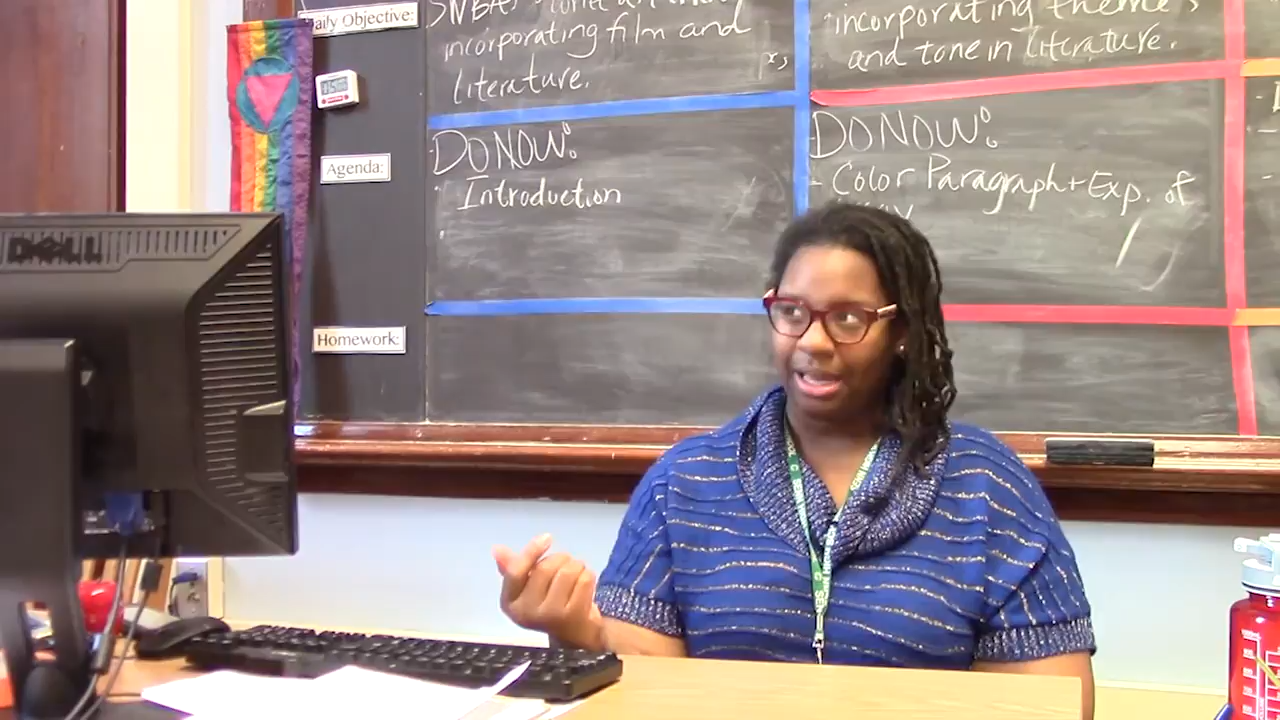 Daily Objective:
incorporating film and
literature.
incorporating theme's
and tone in literature.
Agenda:
DO NOW:
Introduction
DO NOW:
- Color Paragraph + Exp. of
Homework:
DELL